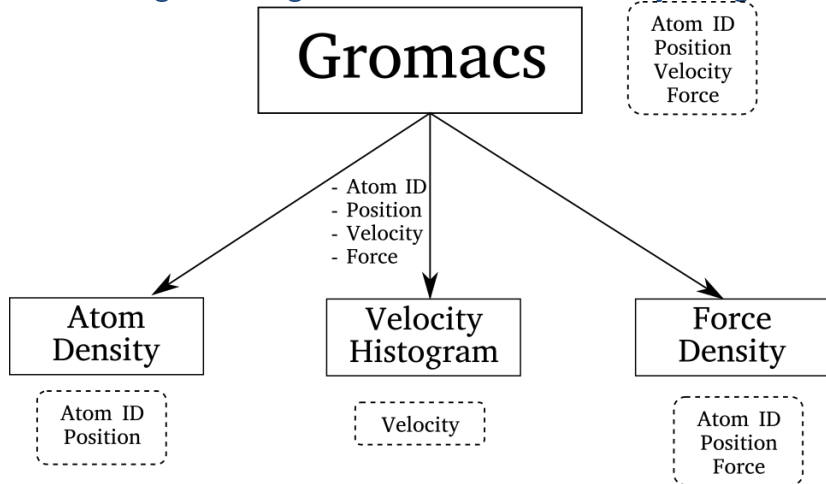 Gromacs
Atom ID
Position
Velocity
Force
- Atom ID
- Position
- Velocity
- Force
Atom
Density
Velocity
Histogram
Force
Density
Atom ID
Position
Velocity
Atom ID
Position
Force